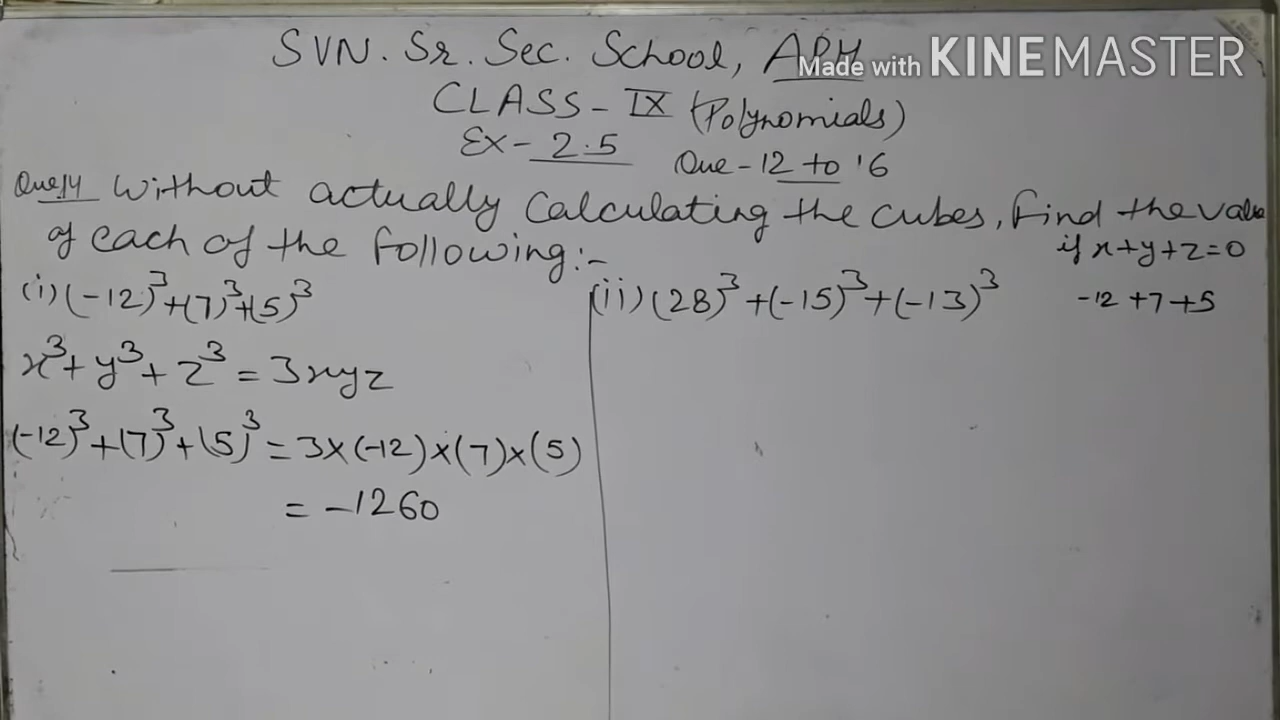 SVN. Sr. Sec. School, APH
Made with KINEMASTER
CLASS - IX (Polynomials)
Ex - 2.5
Que - 12 to 16
Que.14 Without actually Calculating the cubes, Find the value
of each of the Following:-
if x+y+z=0
(i) (-12)³+(7)³+(5)³
(ii) (28)³+(-15)³+(-13)³
-12+7+5
x³+y³+z³ = 3xyz
(-12)³+(7)³+(5)³ = 3×(-12)×(7)×(5)
= -1260